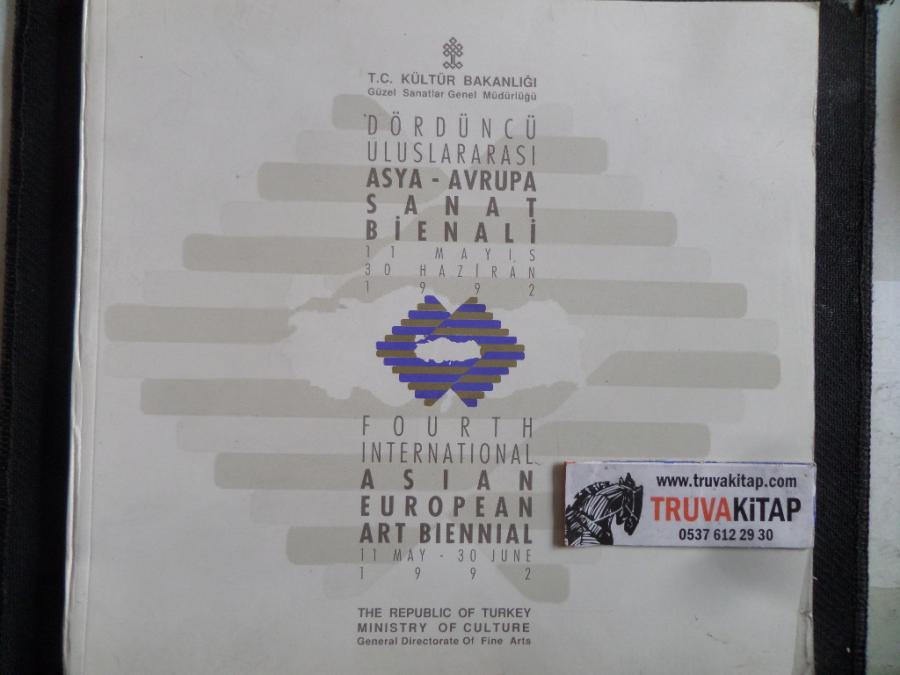 T.C. KÜLTÜR BAKANLIĞI
Güzel Sanatlar Genel Müdürlüğü
DÖRDÜNCÜ
ULUSLARARASI
ASYA - AVRUPA
SANAT
BİENALİ
11 MAYIS
30 HAZİRAN
1992
FOURTH
INTERNATIONAL
ASIAN
EUROPEAN
ART BIENNIAL
11 MAY - 30 JUNE
1992
THE REPUBLIC OF TURKEY
MINISTRY OF CULTURE
General Directorate Of Fine Arts
www.truvakitap.com
TRUVAKiTAP
0537 612 29 30